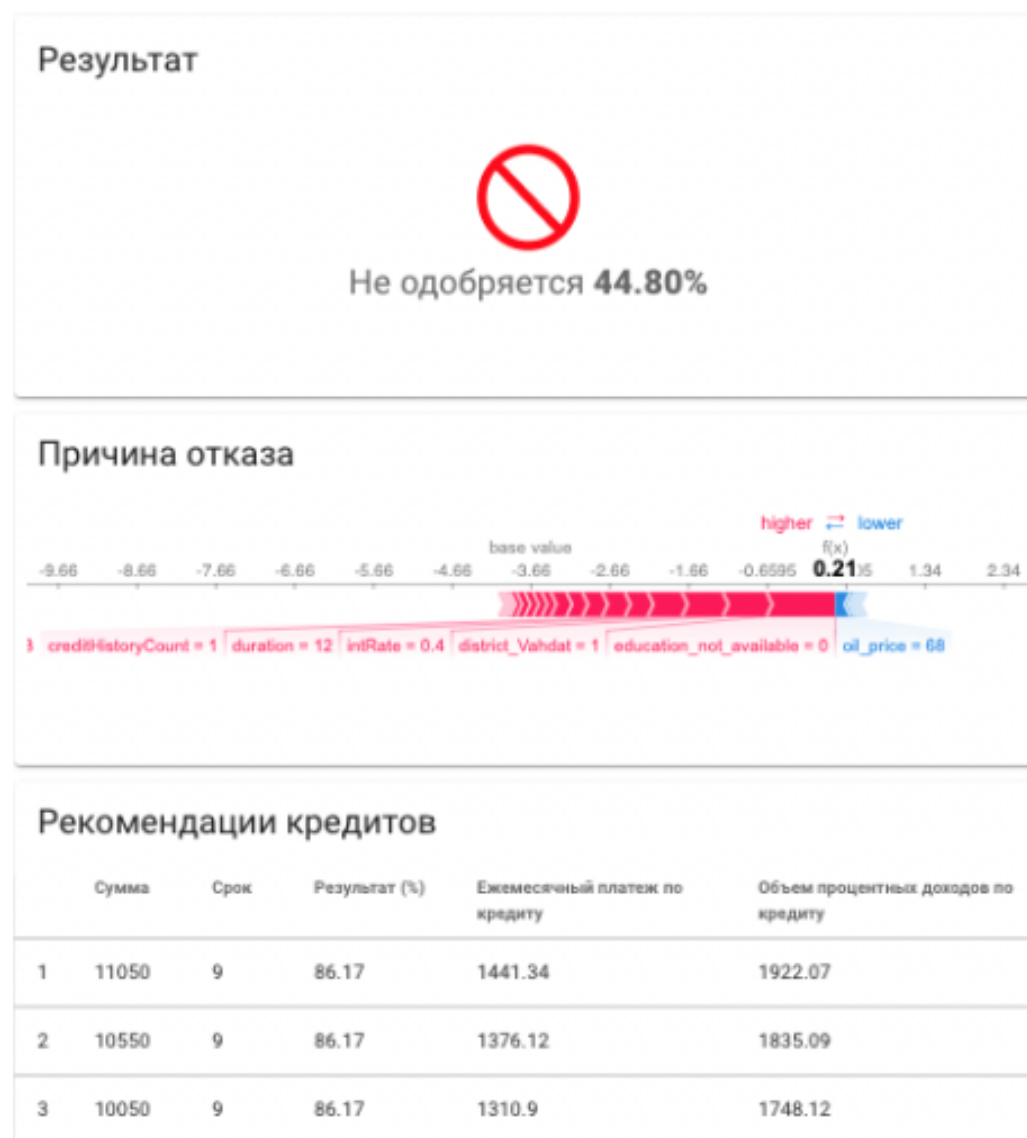 Результат
Не одобряется 44.80%
Причина отказа
higher lower
base value f(x)
-9.66 -8.66 -7.66 -6.66 -5.66 -4.66 -3.66 -2.66 -1.66 -0.6595 0.21 1.34 2.34
creditHistoryCount = 1 duration = 12 intRate = 0.4 district_Vahdat = 1 education_not_available = 0 oil_price = 68
Рекомендации кредитов
Сумма Срок Результат (%) Ежемесячный платеж по кредиту Объем процентных доходов по кредиту
1 11050 9 86.17 1441.34 1922.07
2 10550 9 86.17 1376.12 1835.09
3 10050 9 86.17 1310.9 1748.12